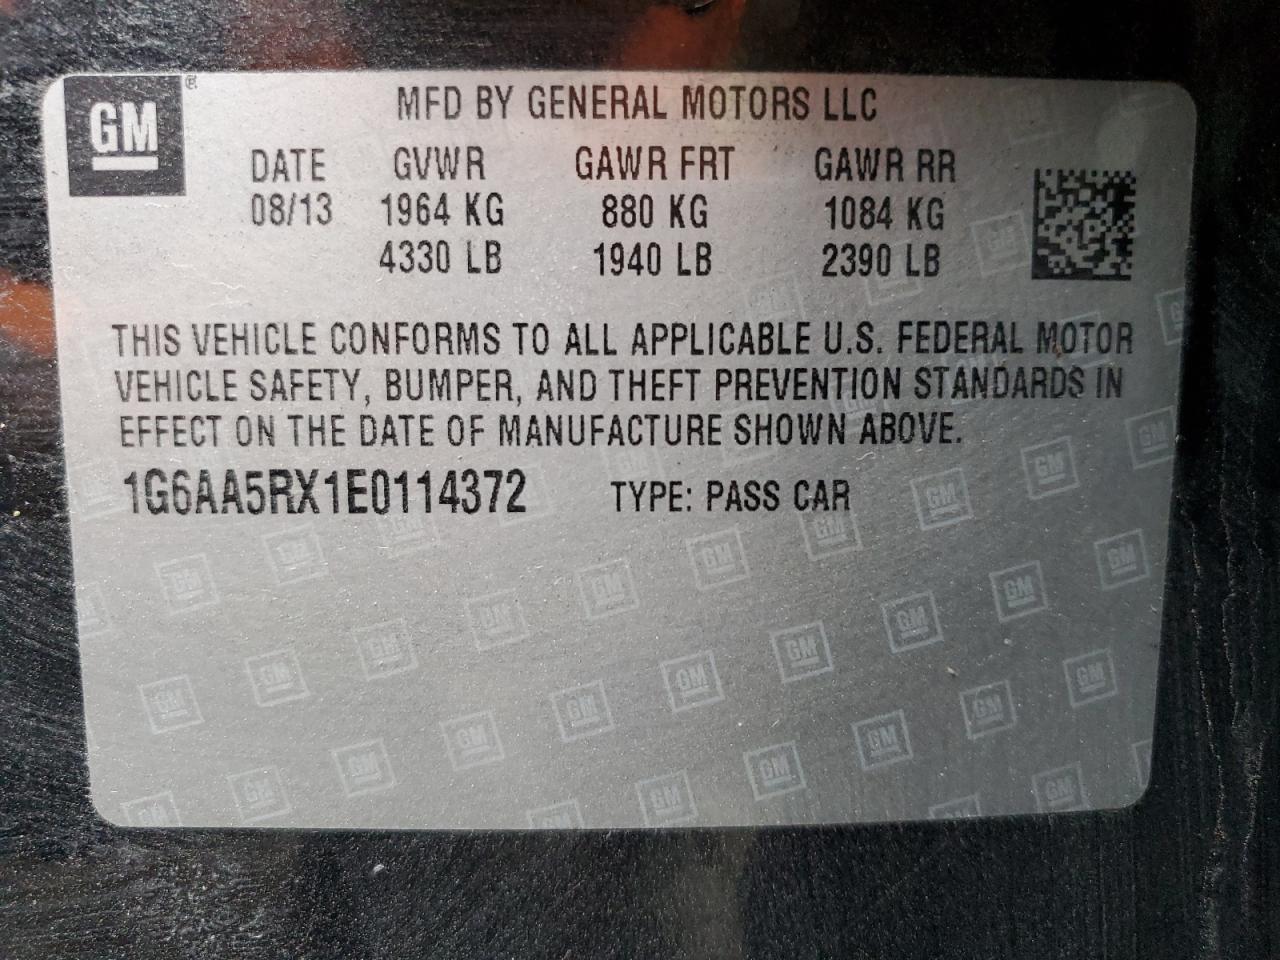 GM ®
MFD BY GENERAL MOTORS LLC
DATE GVWR GAWR FRT GAWR RR
08/13 1964 KG 880 KG 1084 KG
4330 LB 1940 LB 2390 LB
THIS VEHICLE CONFORMS TO ALL APPLICABLE U.S. FEDERAL MOTOR
VEHICLE SAFETY, BUMPER, AND THEFT PREVENTION STANDARDS IN
EFFECT ON THE DATE OF MANUFACTURE SHOWN ABOVE.
1G6AA5RX1E0114372 TYPE: PASS CAR